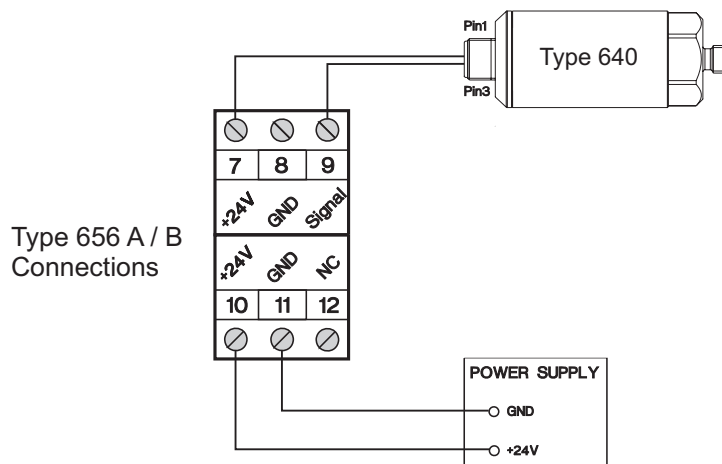 Pin1
Type 640
Pin3
7 8 9
+24V GND Signal
Type 656 A / B
Connections
+24V GND NC
10 11 12
POWER SUPPLY
GND
+24V